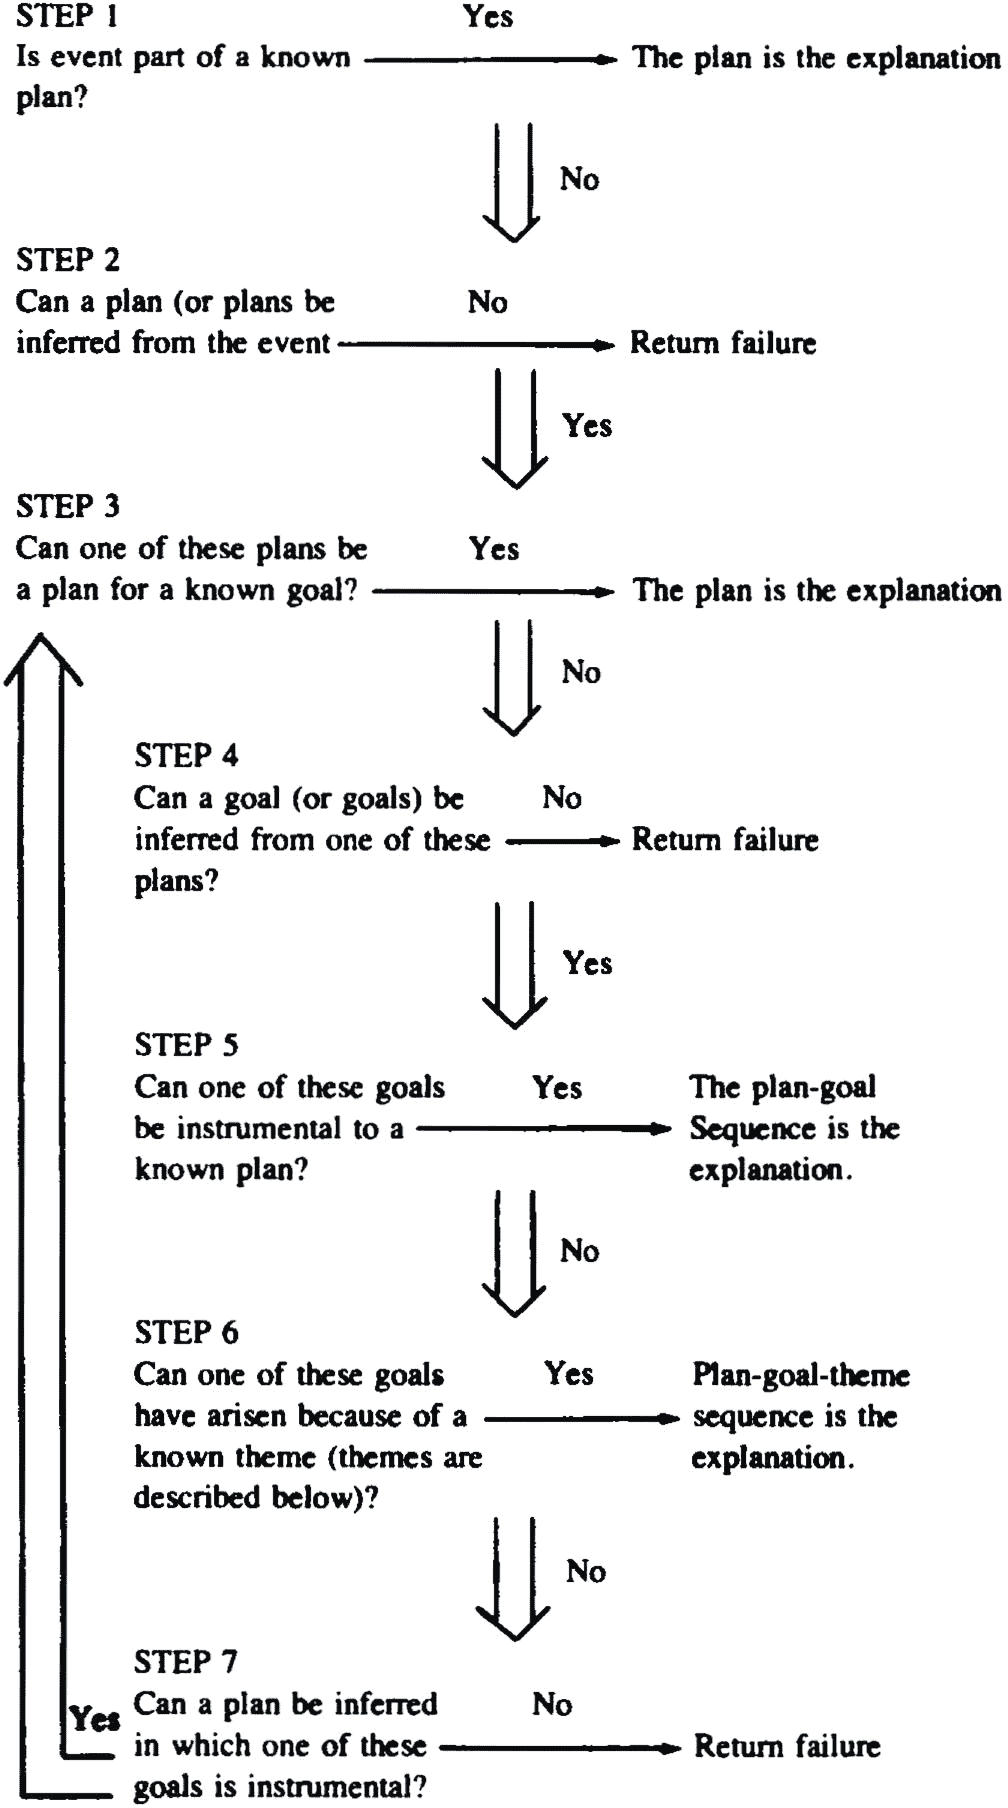 STEP 1
Yes
Is event part of a known
The plan is the explanation
plan?
No
STEP 2
Can a plan (or plans be
No
inferred from the event
Return failure
Yes
STEP 3
Can one of these plans be
Yes
a plan for a known goal?
The plan is the explanation
No
STEP 4
Can a goal (or goals) be
No
inferred from one of these
Return failure
plans?
Yes
STEP 5
Can one of these goals
Yes
The plan-goal
be instrumental to a
Sequence is the
known plan?
explanation.
No
STEP 6
Can one of these goals
Yes
Plan-goal-theme
have arisen because of a
sequence is the
known theme (themes are
explanation.
described below)?
No
STEP 7
Can a plan be inferred
No
Yes
in which one of these
Return failure
goals is instrumental?